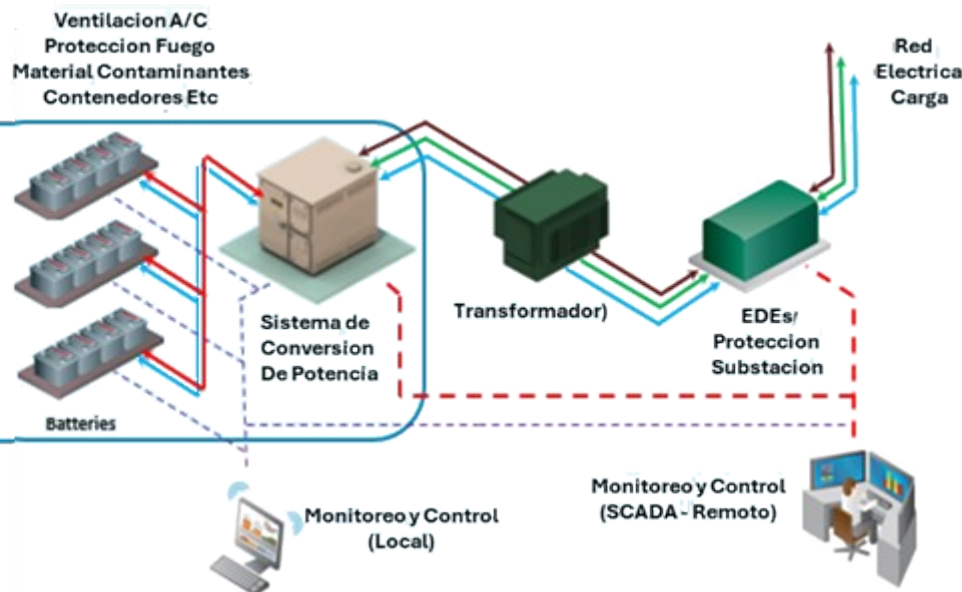 Ventilacion A/C
Proteccion Fuego
Material Contaminantes
Contenedores Etc
Red
Electrica
Carga
Transformador)
Sistema de
Conversion
De Potencia
EDEs/
Proteccion
Substacion
Batteries
Monitoreo y Control
(Local)
Monitoreo y Control
(SCADA - Remoto)